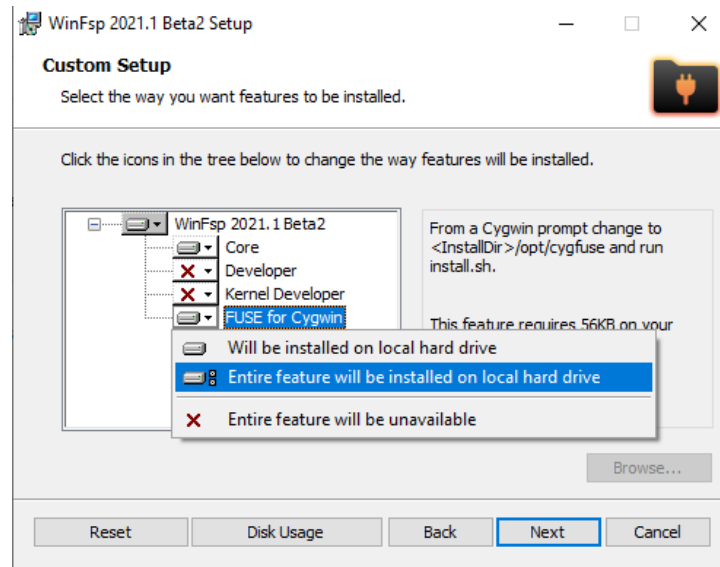 WinFsp 2021.1 Beta2 Setup
Custom Setup
Select the way you want features to be installed.
Click the icons in the tree below to change the way features will be installed.
WinFsp 2021.1Beta2
Core
Developer
Kernel Developer
FUSE for Cygwin
From a Cygwin prompt change to
<InstallDir>/opt/cygfuse and run
install.sh.
This feature requires 56KB on your
Will be installed on local hard drive
Entire feature will be installed on local hard drive
Entire feature will be unavailable
Browse...
Reset
Disk Usage
Back
Next
Cancel